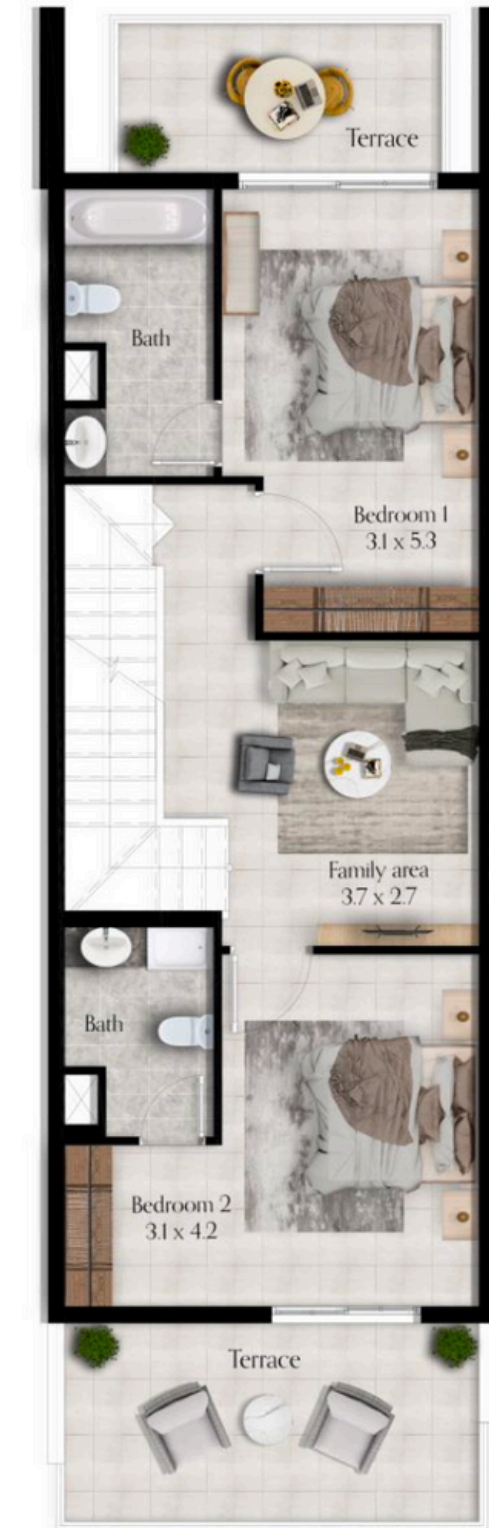 Terrace
Bath
Bedroom 1
3.1 x 5.3
Family area
3.7 x 2.7
Bath
Bedroom 2
3.1 x 4.2
Terrace